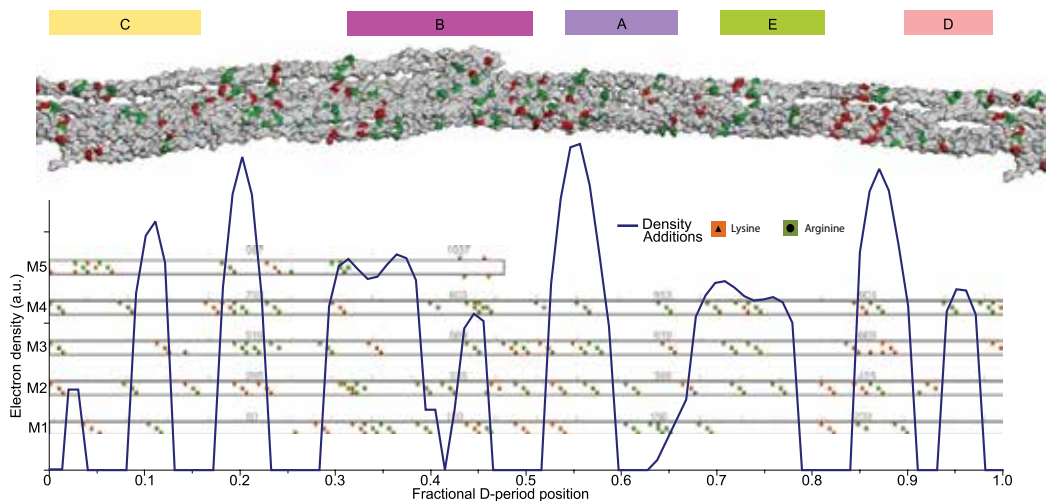 C B A E D
Electron density (a.u.)
Density Additions
Lysine
Arginine
M5
M4
M3
M2
M1
0 0.1 0.2 0.3 0.4 0.5 0.6 0.7 0.8 0.9 1.0
Fractional D-period position